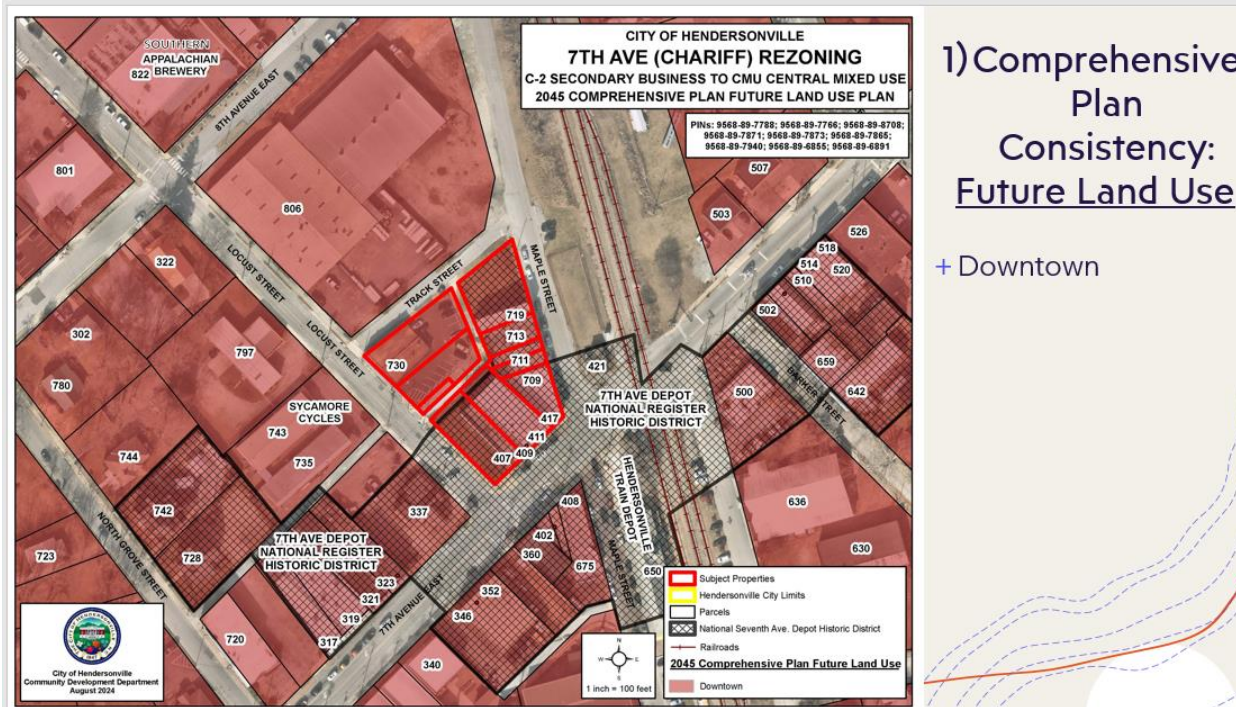 CITY OF HENDERSONVILLE
7TH AVE (CHARIFF) REZONING
C-2 SECONDARY BUSINESS TO CMU CENTRAL MIXED USE
2045 COMPREHENSIVE PLAN FUTURE LAND USE PLAN
PINs: 9568-89-7788; 9568-89-7766; 9568-89-8708;
9568-89-7871; 9568-89-7873; 9568-89-7865;
9568-89-7940; 9568-89-6855; 9568-89-6891
1) Comprehensive
Plan
Consistency:
Future Land Use
+ Downtown
SOUTHERN
APPALACHIAN
822 BREWERY
8TH AVENUE EAST
801
806
507
503
526
518
514
520
510
502
322
LOCUST STREET
TRACK STREET
MAPLE STREET
302
797
LOCUST STREET
719
713
711
709
730
421
659
642
BARKER STREET
780
7TH AVE DEPOT
NATIONAL REGISTER
HISTORIC DISTRICT
500
SYCAMORE
CYCLES
743
735
744
417
411
409
407
HENDERSONVILLE
TRAIN DEPOT
742
337
408
636
NORTH GROVE STREET
728
7TH AVE DEPOT
NATIONAL REGISTER
HISTORIC DISTRICT
402
360
675
MAPLE STREET
650
630
723
323
321
319
317
7TH AVENUE EAST
352
346
720
340
City of Hendersonville
Community Development Department
August 2024
N
W
E
S
1 inch = 100 feet
Subject Properties
Hendersonville City Limits
Parcels
National Seventh Ave. Depot Historic District
Railroads
2045 Comprehensive Plan Future Land Use
Downtown